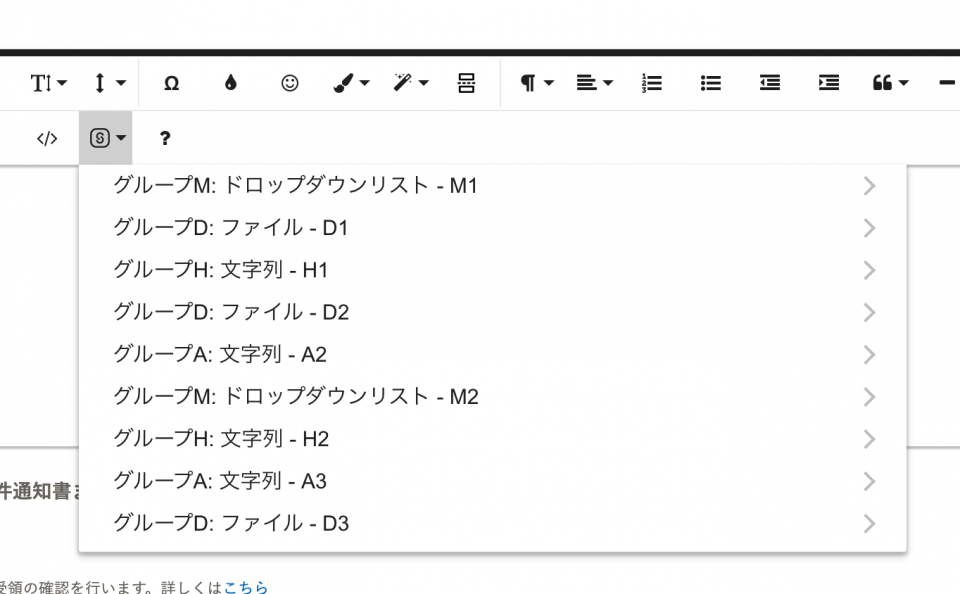 グループM: ドロップダウンリスト - M1
グループD: ファイル - D1
グループH: 文字列 - H1
グループD: ファイル - D2
グループA: 文字列 - A2
グループM: ドロップダウンリスト - M2
グループH: 文字列 - H2
グループA: 文字列 - A3
グループD: ファイル - D3
件通知書
受領の確認を行います。詳しくはこちら